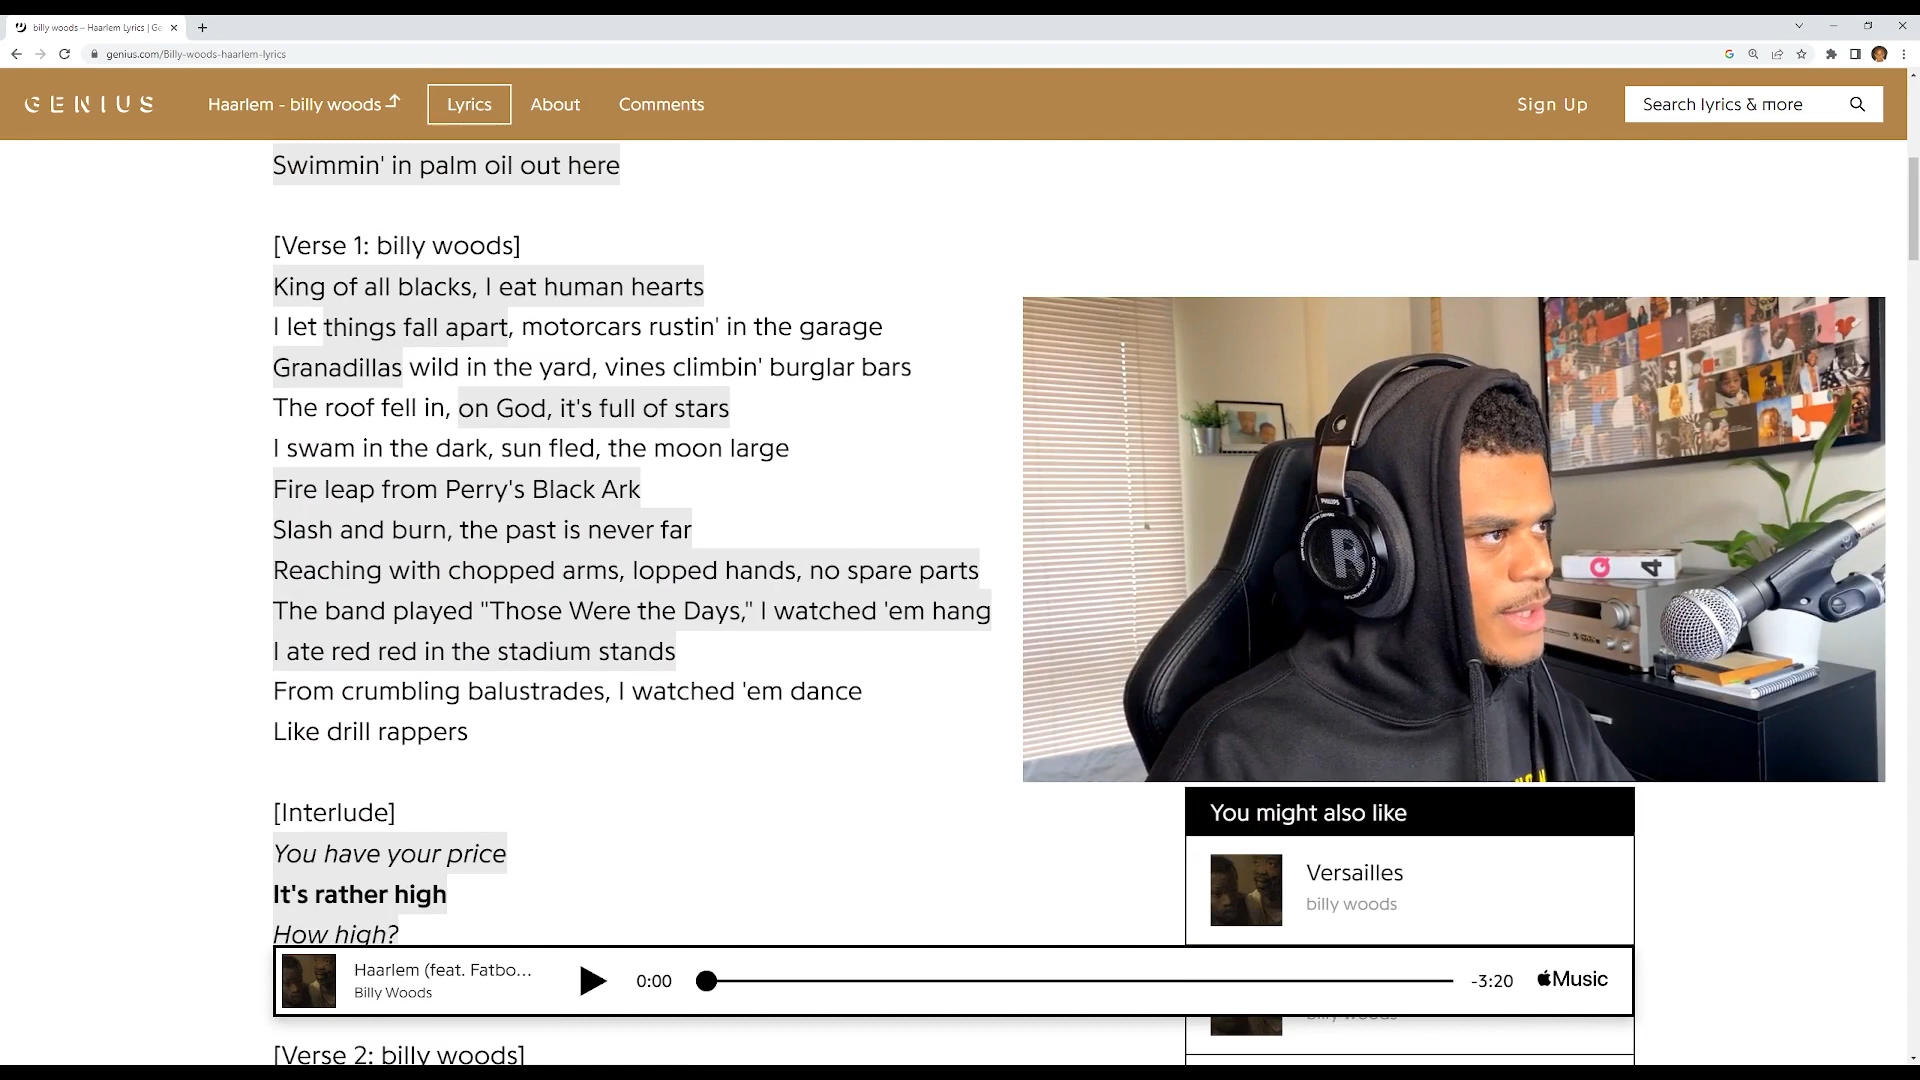 billy woods – Haarlem Lyrics | Ge
genius.com/Billy-woods-haarlem-lyrics
GENIUS
Haarlem - billy woods
Lyrics
About
Comments
Sign Up
Search lyrics & more
Swimmin' in palm oil out here
[Verse 1: billy woods]
King of all blacks, I eat human hearts
I let things fall apart, motorcars rustin' in the garage
Granadillas wild in the yard, vines climbin' burglar bars
The roof fell in, on God, it's full of stars
I swam in the dark, sun fled, the moon large
Fire leap from Perry's Black Ark
Slash and burn, the past is never far
Reaching with chopped arms, lopped hands, no spare parts
The band played "Those Were the Days," I watched 'em hang
I ate red red in the stadium stands
From crumbling balustrades, I watched 'em dance
Like drill rappers
[Interlude]
You have your price
It's rather high
How high?
PHILIPS
R
4
You might also like
Versailles
billy woods
Haarlem (feat. Fatbo...
Billy Woods
0:00
-3:20
Music
billy woods
[Verse 2: billy woods]